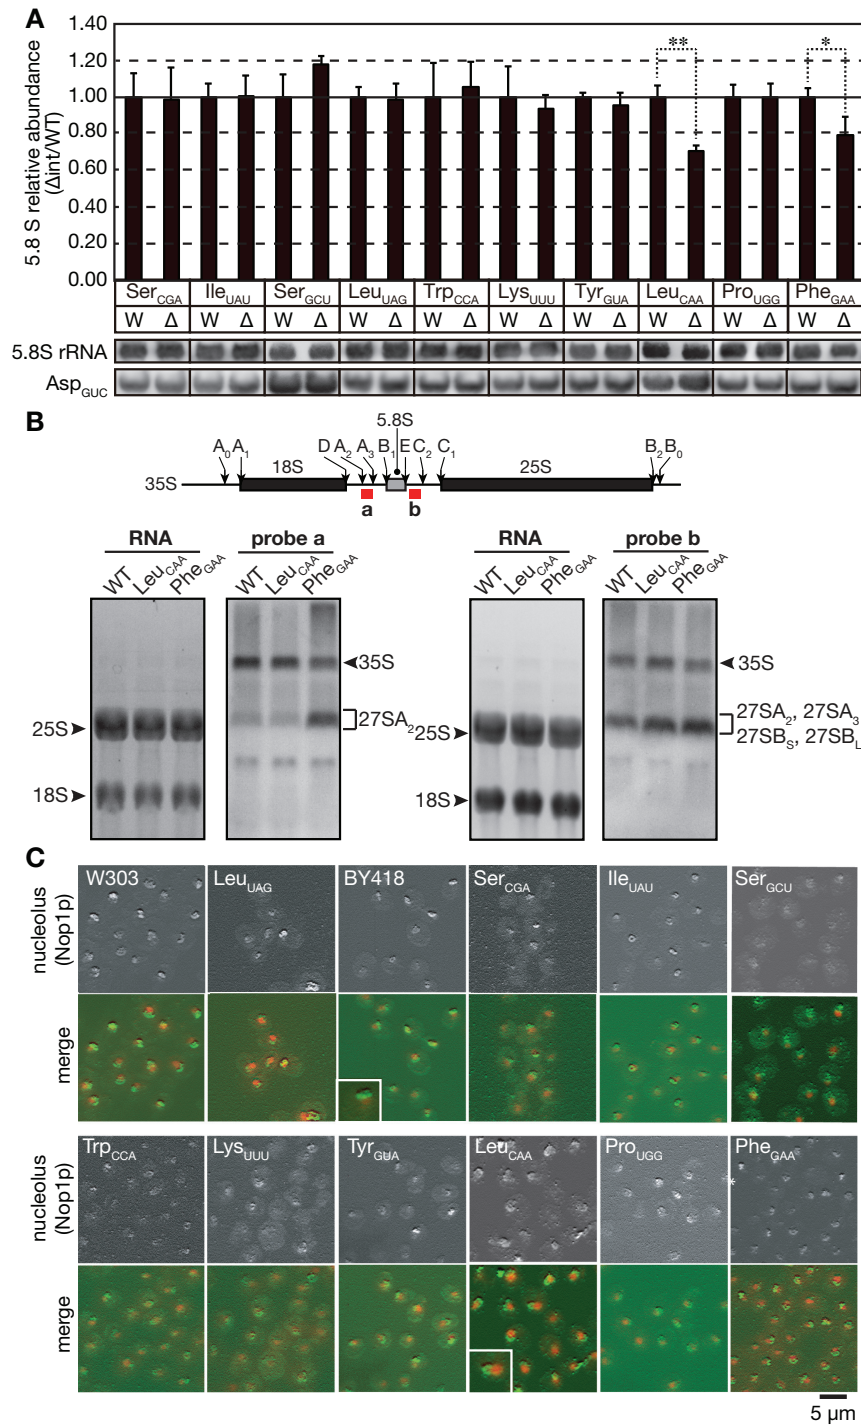 A
5.8 S relative abundance
(Δint/WT)
1.40
1.20
1.00
0.80
0.60
0.40
0.20
0.00
** *
Ser CGA Ile UAU Ser GCU Leu UAG Trp CCA Lys UUU Tyr GUA Leu CAA Pro UGG Phe GAA
W Δ W Δ W Δ W Δ W Δ W Δ W Δ W Δ W Δ W Δ
5.8S rRNA
Asp GUC
B
5.8S
A0 A1 18S D A2 A3 B1 E C2 C1 25S B2 B0
35S
a b
RNA probe a RNA probe b
WT Leu CAA Phe GAA WT Leu CAA Phe GAA WT Leu CAA Phe GAA WT Leu CAA Phe GAA
35S 35S
25S 27SA2 25S 27SA2, 27SA3
27SBS, 27SBL
18S 18S
C
nucleolus
(Nop1p)
W303 Leu UAG BY418 Ser CGA Ile UAU Ser GCU
merge
nucleolus
(Nop1p)
Trp CCA Lys UUU Tyr GUA Leu CAA Pro UGG Phe GAA
*
merge
5 µm